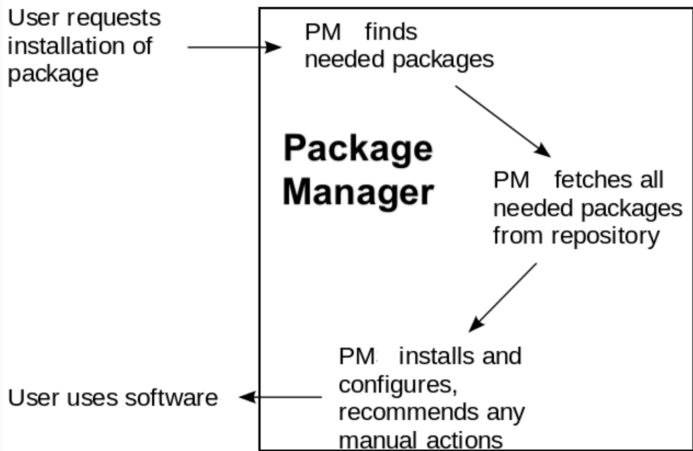 User requests
installation of
package
PM finds
needed packages
Package
Manager
PM fetches all
needed packages
from repository
PM installs and
configures,
recommends any
manual actions
User uses software